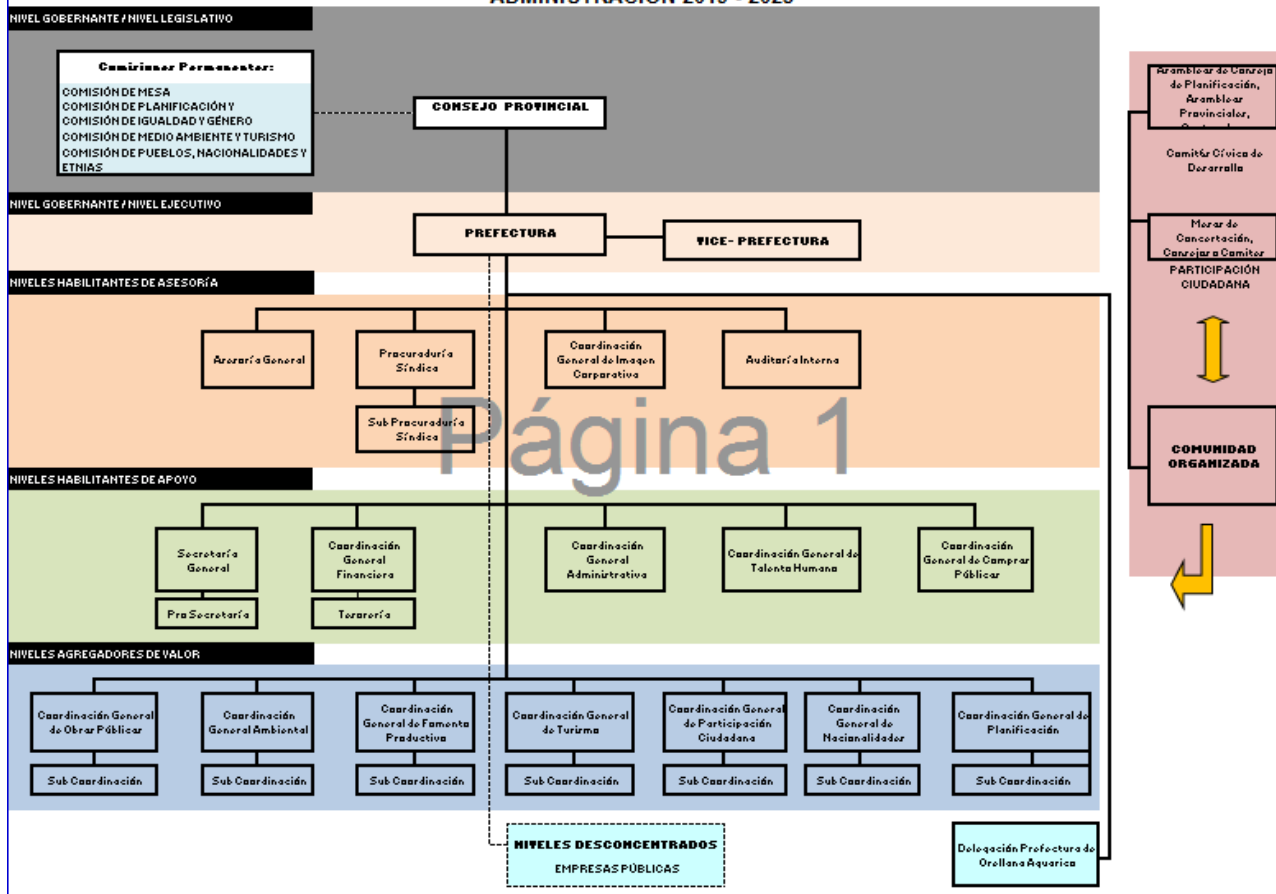 ADMINISTRACION 2019 - 2023
NIVEL GOBERNANTE / NIVEL LEGISLATIVO
Comisiones Permanentes:
COMISIÓN DE MESA
COMISIÓN DE PLANIFICACIÓN Y
COMISIÓN DE IGUALDAD Y GÉNERO
COMISIÓN DE MEDIO AMBIENTE Y TURISMO
COMISIÓN DE PUEBLOS, NACIONALIDADES Y
ETNIAS
CONSEJO PROVINCIAL
Asambleas de Consejo
de Planificación,
Asambleas
Provinciales,
Comités Cívico de
Desarrollo
NIVEL GOBERNANTE / NIVEL EJECUTIVO
PREFECTURA
VICE- PREFECTURA
Mesas de
Concertación,
Consejos o Comites
PARTICIPACIÓN
CIUDADANA
NIVELES HABILITANTES DE ASESORÍA
Asesoría General
Procuraduría
Síndica
Coordinación
General de Imagen
Corporativa
Auditoría Interna
Sub Procuraduría
Síndica
Página 1
COMUNIDAD
ORGANIZADA
NIVELES HABILITANTES DE APOYO
Secretaría
General
Coordinación
General
Financiera
Coordinación
General
Administrativa
Coordinación General de
Talento Humano
Coordinación
General de Compras
Públicas
Pro Secretaría
Tesorería
NIVELES AGREGADORES DE VALOR
Coordinación General
de Obras Públicas
Coordinación
General Ambiental
Coordinación
General de Fomento
Productivo
Coordinación General
de Turismo
Coordinación General
de Participación
Ciudadana
Coordinación
General de
Nacionalidades
Coordinación General de
Planificación
Sub Coordinación
Sub Coordinación
Sub Coordinación
Sub Coordinación
Sub Coordinación
Sub Coordinación
Sub Coordinación
NIVELES DESCONCENTRADOS
EMPRESAS PÚBLICAS
Delegación Prefectura de
Orellana Aguarico